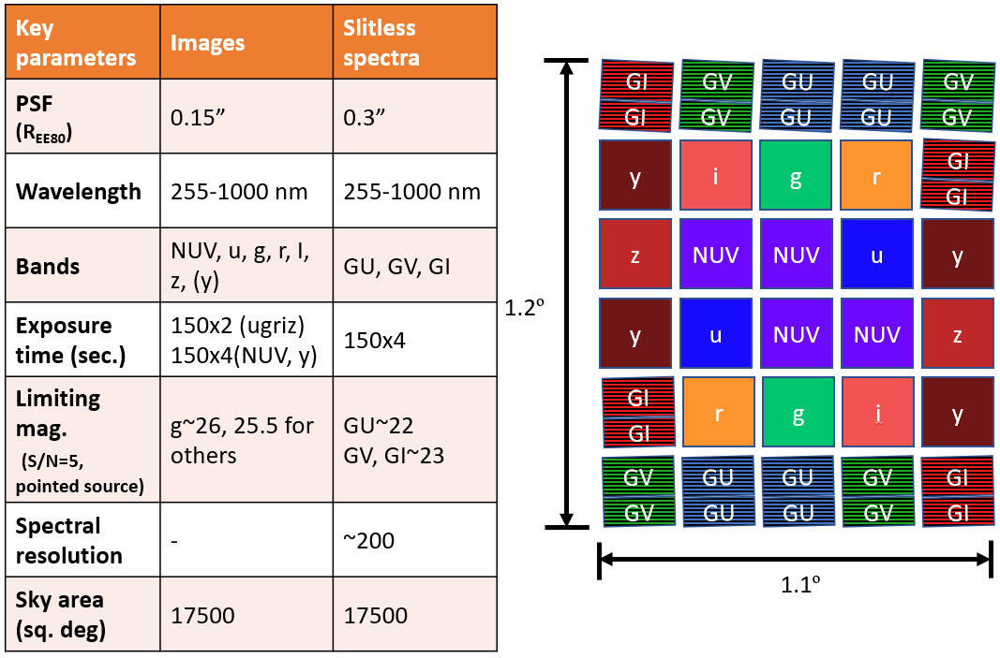 Key
parameters
Images
Slitless
spectra
PSF
(REE80)
0.15”
0.3”
Wavelength
255-1000 nm
255-1000 nm
Bands
NUV, u, g, r, I,
z, (y)
GU, GV, GI
Exposure
time (sec.)
150x2 (ugriz)
150x4(NUV, y)
150x4
Limiting
mag.
(S/N=5,
pointed source)
g~26, 25.5 for
others
GU~22
GV, GI~23
Spectral
resolution
-
~200
Sky area
(sq. deg)
17500
17500
1.2º
GI GV GU GU GV
GI GV GU GU GV
y i g r GI
GI
z NUV NUV u y
y u NUV NUV z
GI r g i y
GI
GV GU GU GV GI
GV GU GU GV GI
1.1º